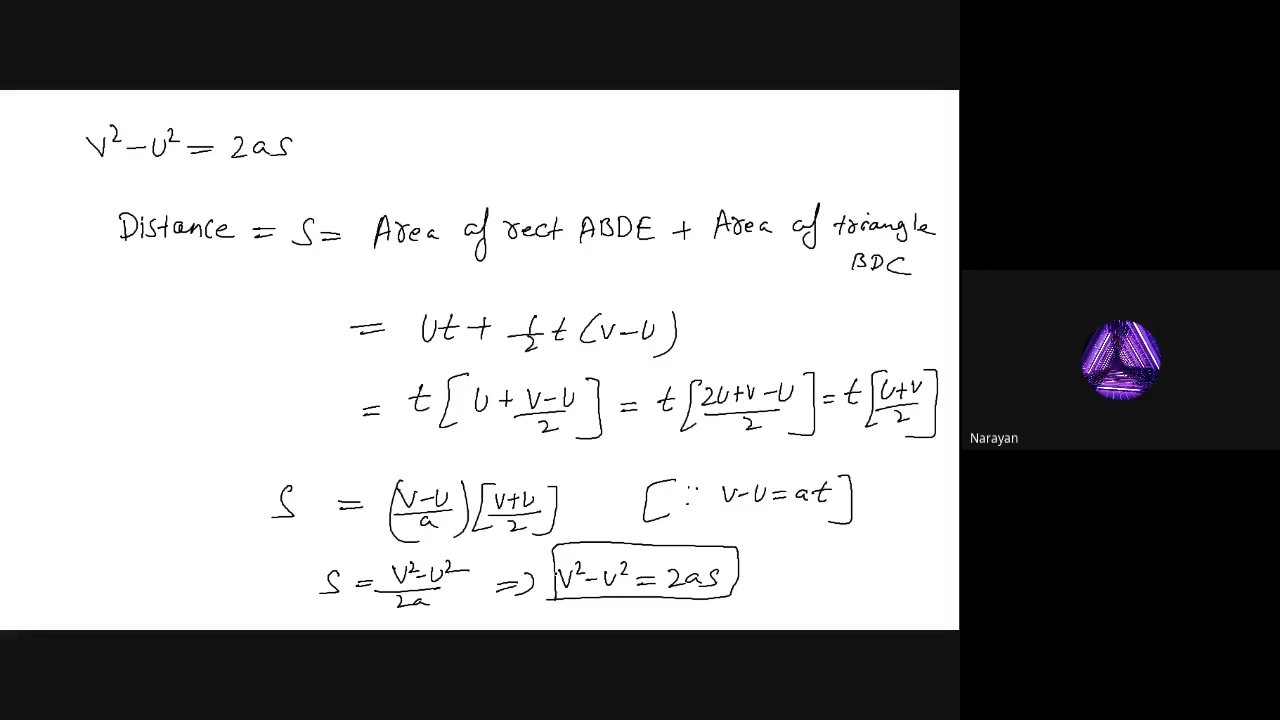 V² - U² = 2as
Distance = S = Area of rect ABDE + Area of triangle
BDC
= Ut + 1/2 t (V-U)
= t [U + (V-U)/2] = t [(2U+V-U)/2] = t [(U+V)/2]
S = ((V-U)/a) [(V+U)/2] [∵ V-U = at]
S = (V²-U²)/2a => V²-U² = 2as
Narayan